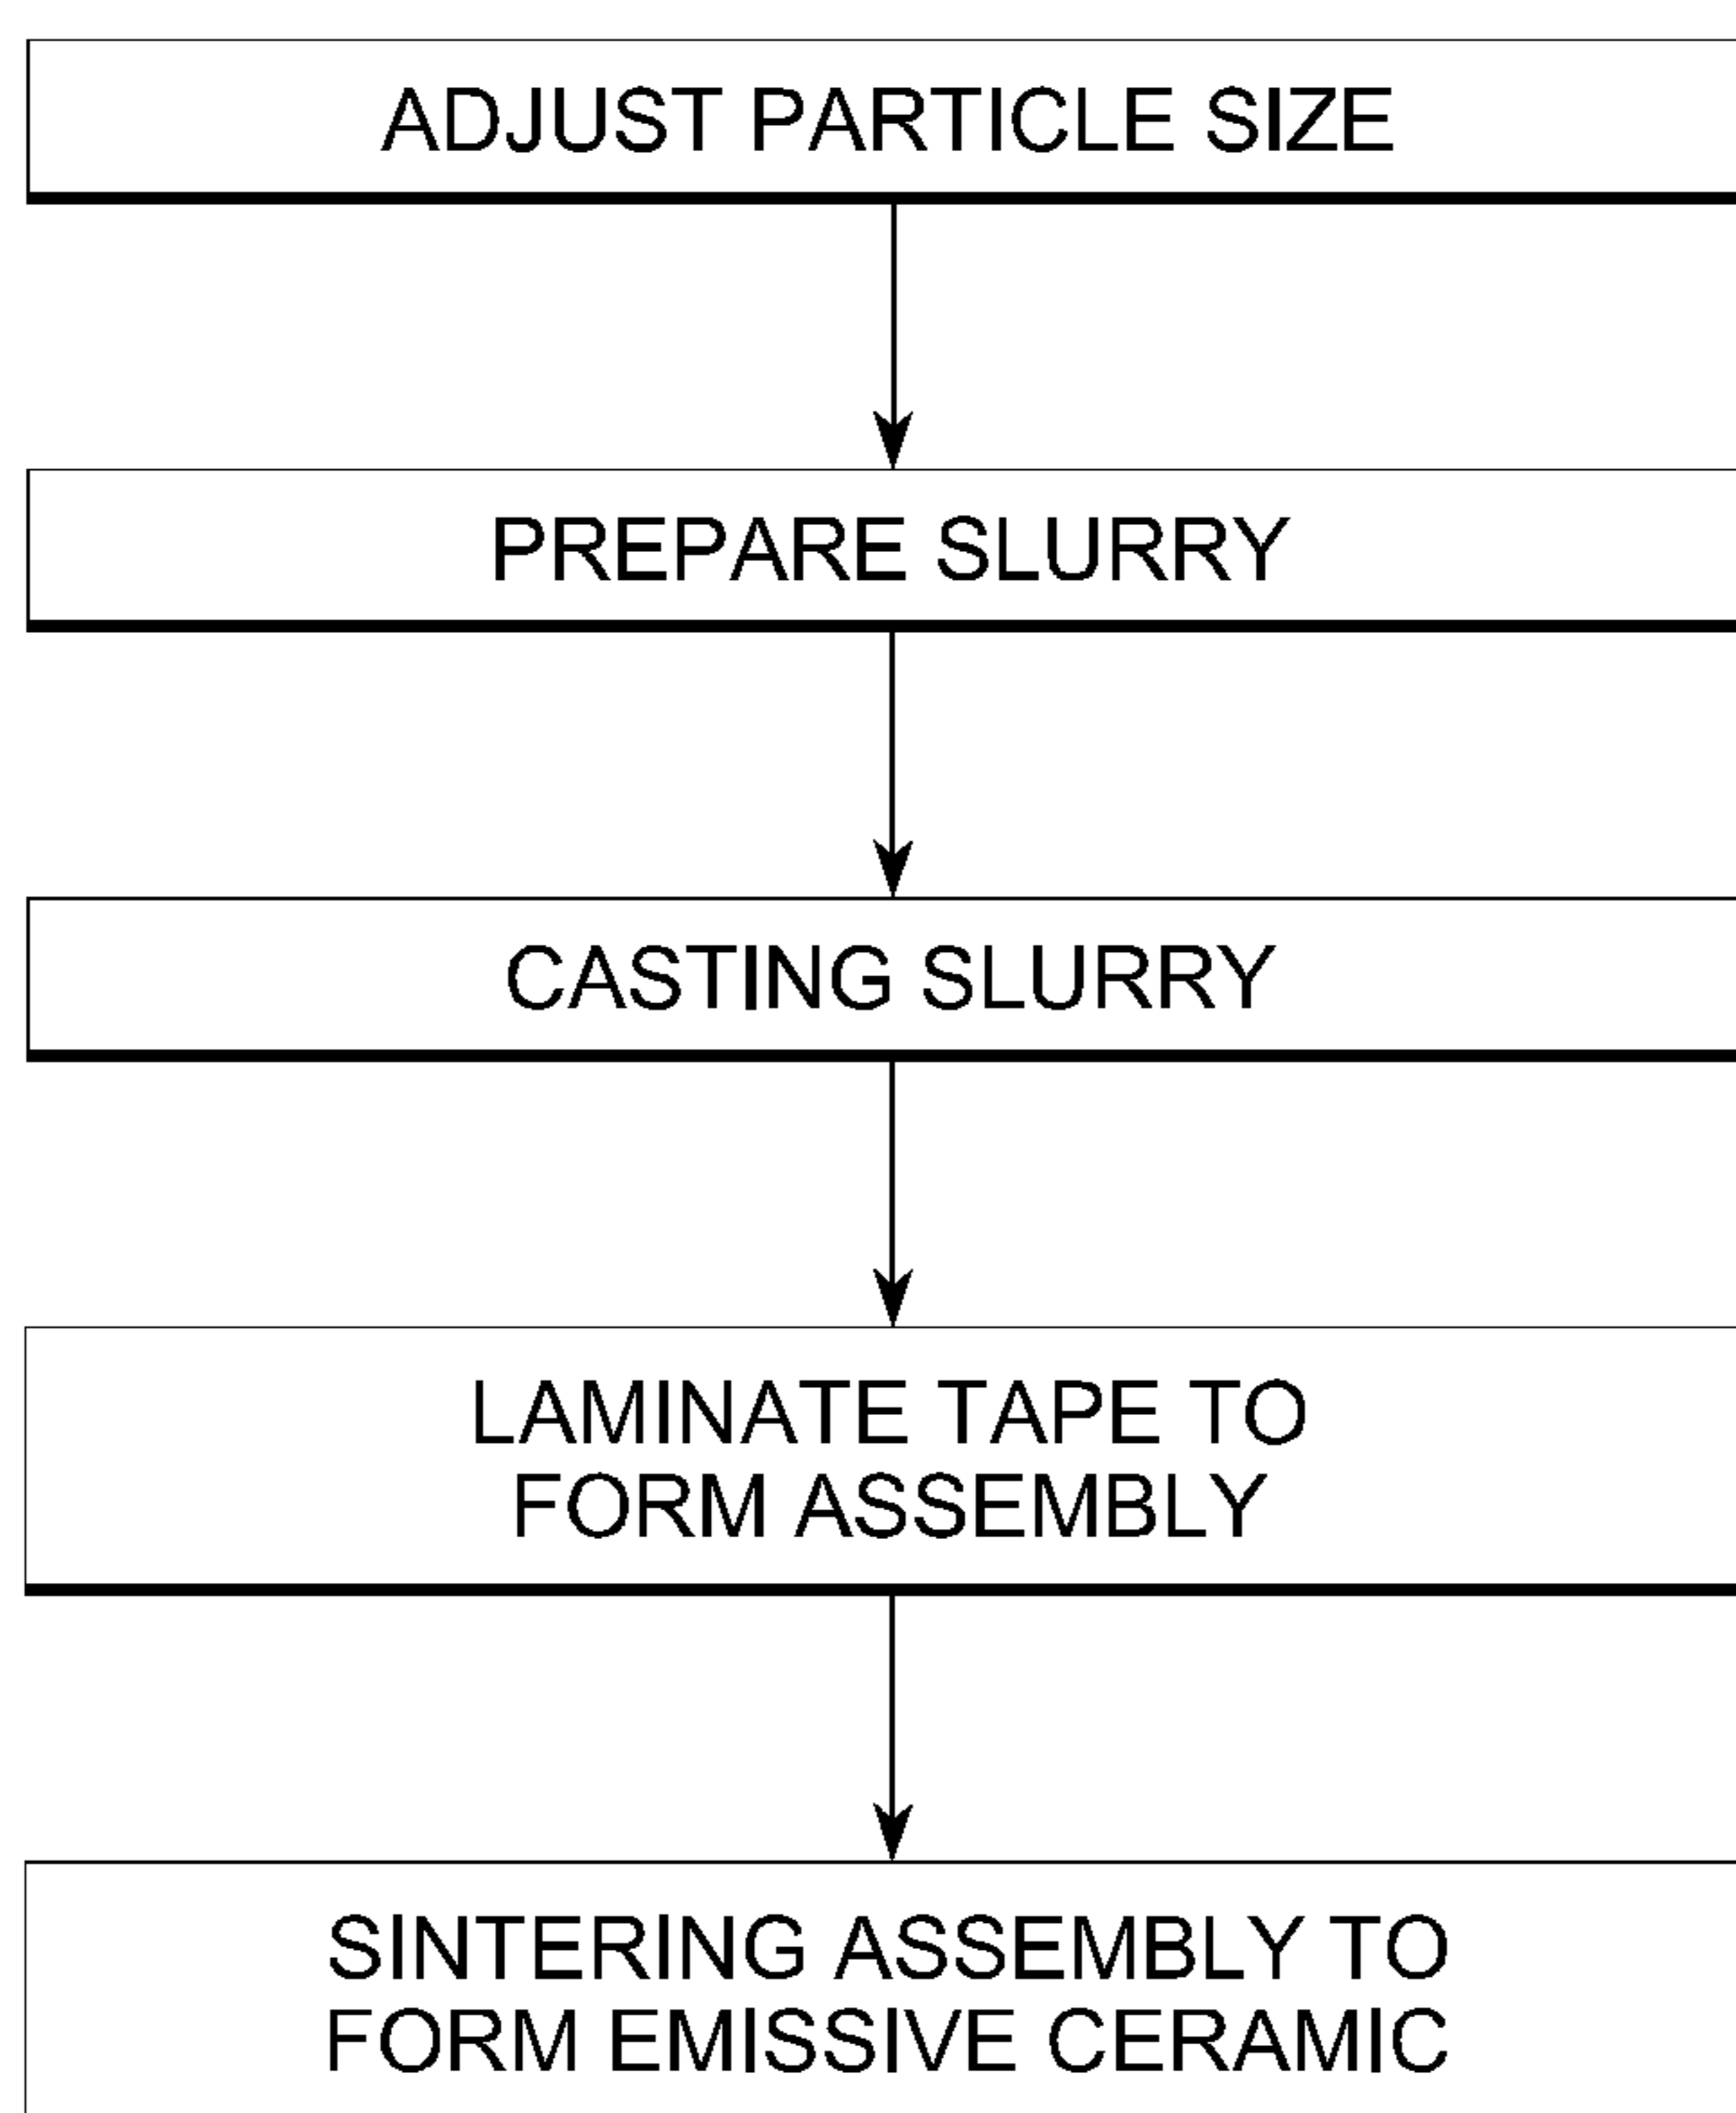 ADJUST PARTICLE SIZE
PREPARE SLURRY
CASTING SLURRY
LAMINATE TAPE TO
FORM ASSEMBLY
SINTERING ASSEMBLY TO
FORM EMISSIVE CERAMIC